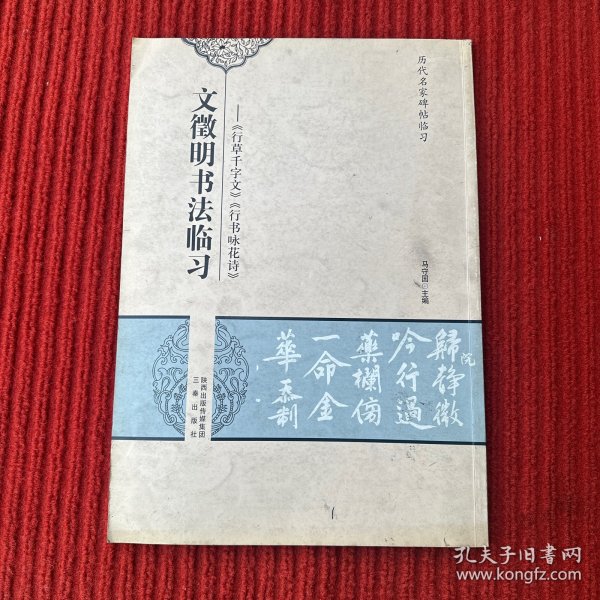 历代名家碑帖临习
马守国 主编
——《行草千字文》《行书咏花诗》
文徵明书法临习
歸静微
吟行過
藥欄偏
一命金
華
陕西出版传媒集团
三秦出版社
孔夫子旧书网
www.kongfz.com